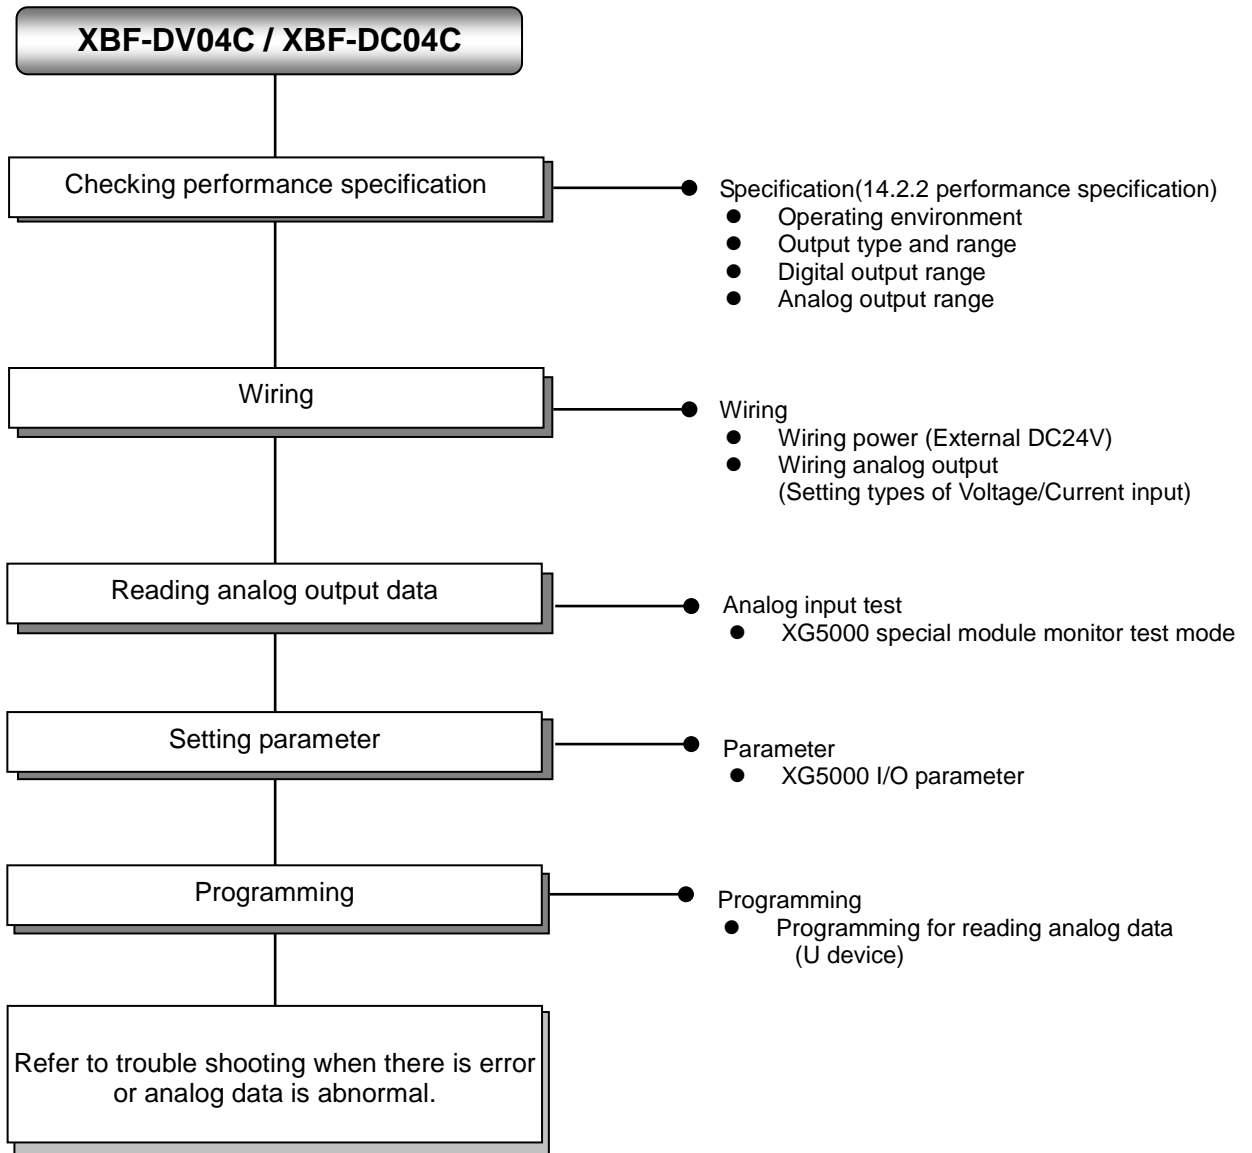 XBF-DV04C / XBF-DC04C
Checking performance specification
Specification(14.2.2 performance specification)
● Operating environment
● Output type and range
● Digital output range
● Analog output range
Wiring
Wiring
● Wiring power (External DC24V)
● Wiring analog output
(Setting types of Voltage/Current input)
Reading analog output data
Analog input test
● XG5000 special module monitor test mode
Setting parameter
Parameter
● XG5000 I/O parameter
Programming
Programming
● Programming for reading analog data
(U device)
Refer to trouble shooting when there is error
or analog data is abnormal.